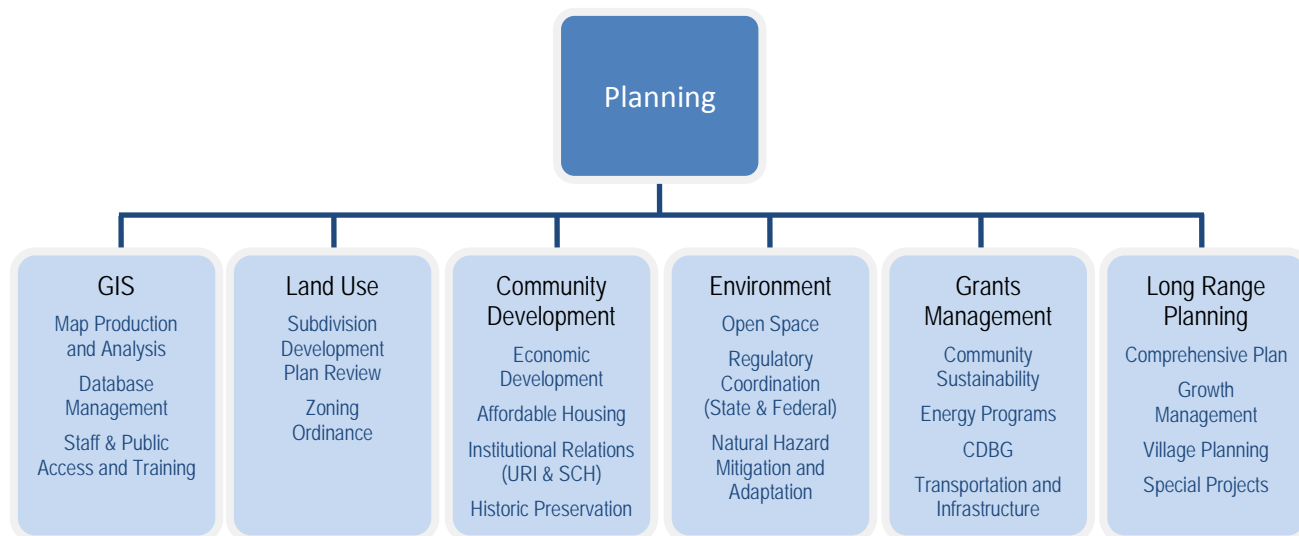 Planning
GIS
Map Production
and Analysis
Database
Management
Staff & Public
Access and Training
Land Use
Subdivision
Development
Plan Review
Zoning
Ordinance
Community
Development
Economic
Development
Affordable Housing
Institutional Relations
(URI & SCH)
Historic Preservation
Environment
Open Space
Regulatory
Coordination
(State & Federal)
Natural Hazard
Mitigation and
Adaptation
Grants
Management
Community
Sustainability
Energy Programs
CDBG
Transportation and
Infrastructure
Long Range
Planning
Comprehensive Plan
Growth
Management
Village Planning
Special Projects